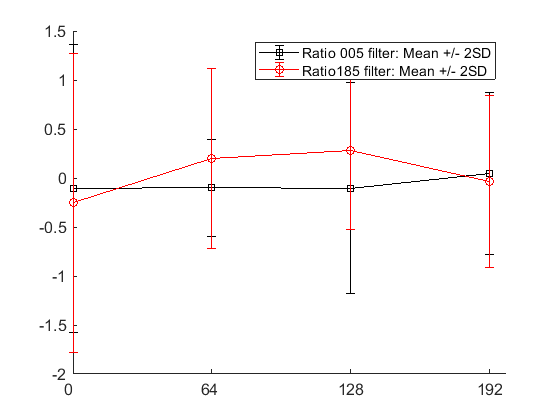 1.5
Ratio 005 filter: Mean +/- 2SD
Ratio185 filter: Mean +/- 2SD
1
0.5
0
-0.5
-1
-1.5
-2
0 64 128 192